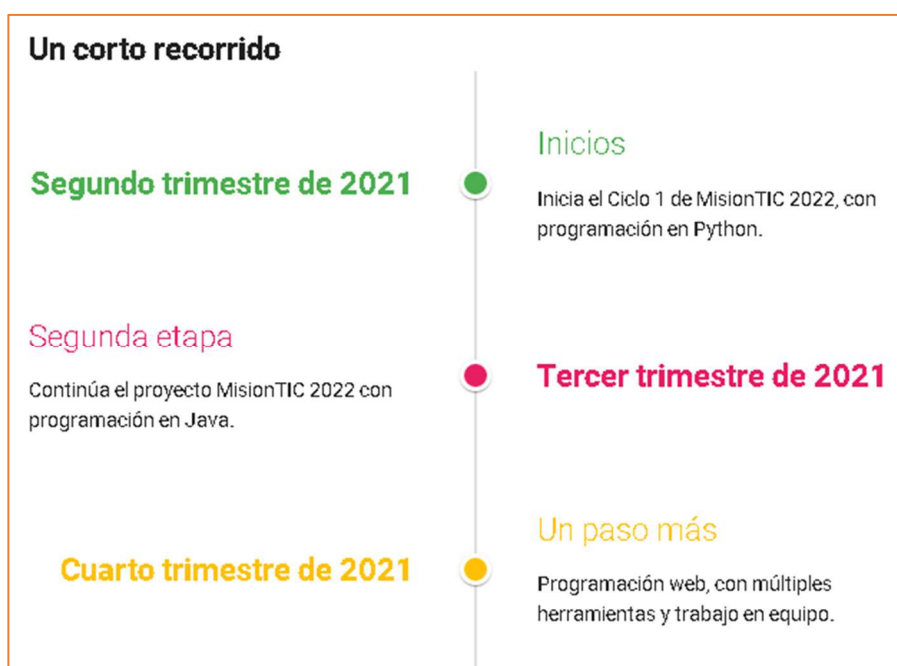 Un corto recorrido
Segundo trimestre de 2021
Inicios
Inicia el Ciclo 1 de MisionTIC 2022, con
programación en Python.
Segunda etapa
Continúa el proyecto MisionTIC 2022 con
programación en Java.
Tercer trimestre de 2021
Cuarto trimestre de 2021
Un paso más
Programación web, con múltiples
herramientas y trabajo en equipo.